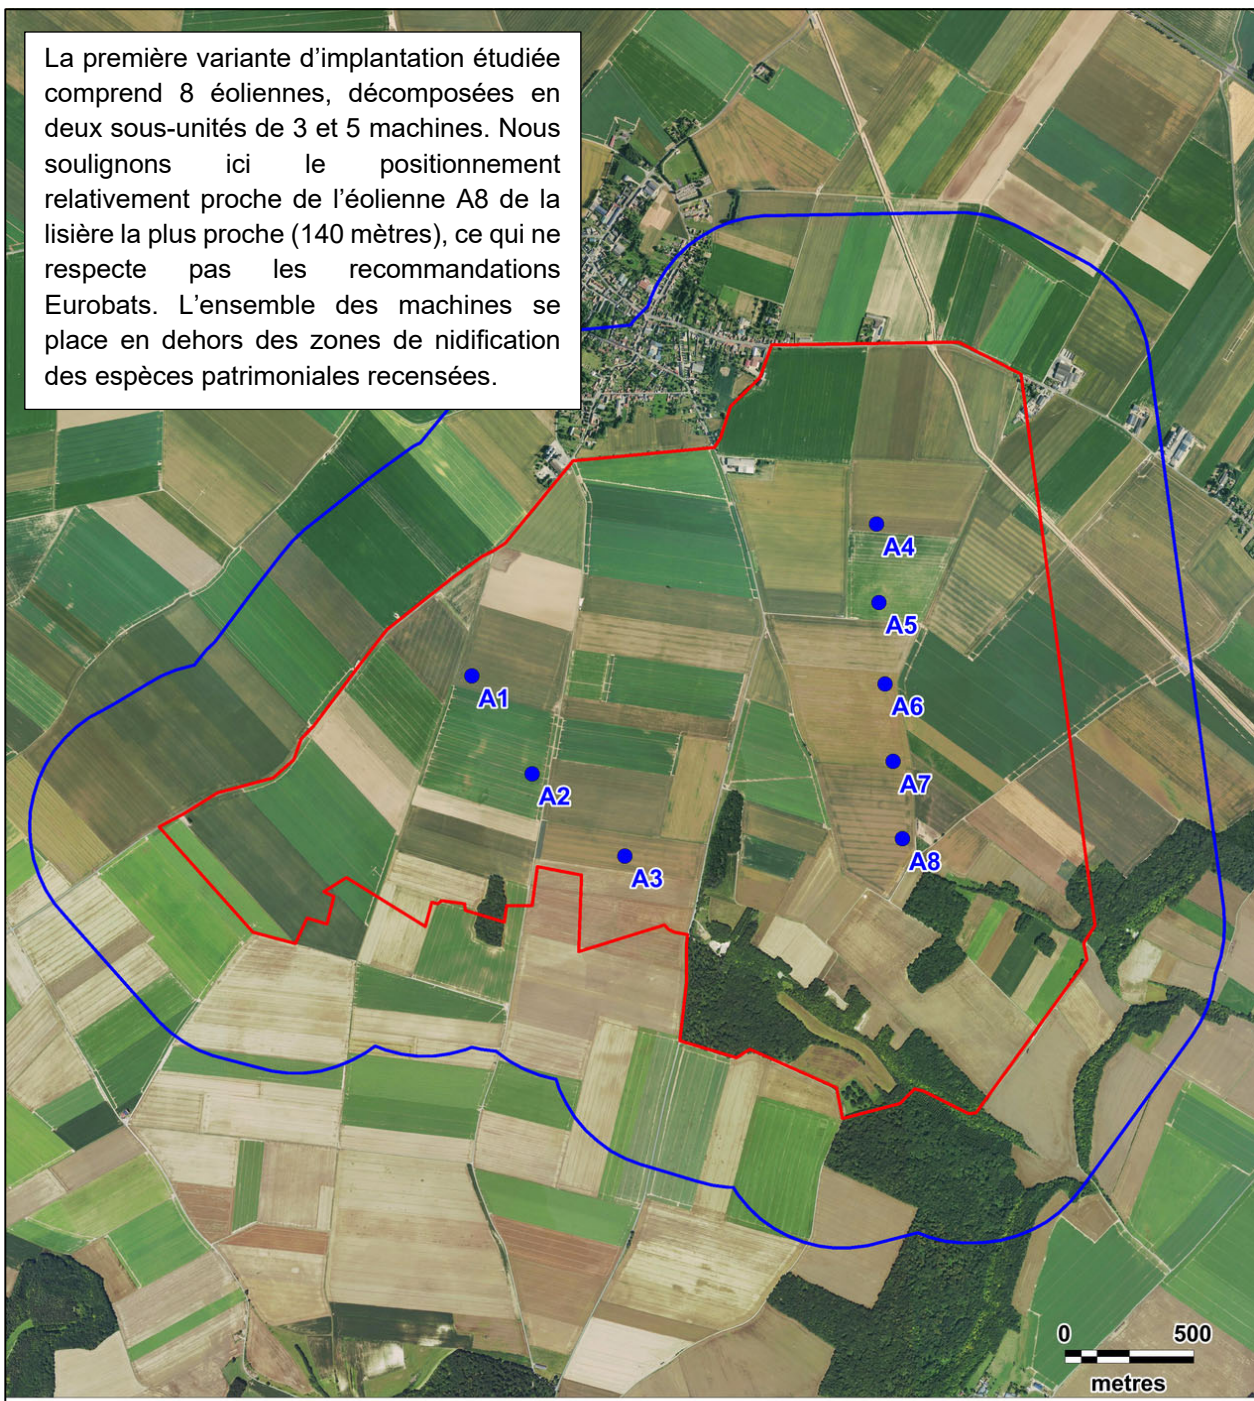 La première variante d’implantation étudiée
comprend 8 éoliennes, décomposées en
deux sous-unités de 3 et 5 machines. Nous
soulignons ici le positionnement
relativement proche de l’éolienne A8 de la
lisière la plus proche (140 mètres), ce qui ne
respecte pas les recommandations
Eurobats. L’ensemble des machines se
place en dehors des zones de nidification
des espèces patrimoniales recensées.
A4
A5
A1
A6
A7
A2
A8
A3
0 500
metres